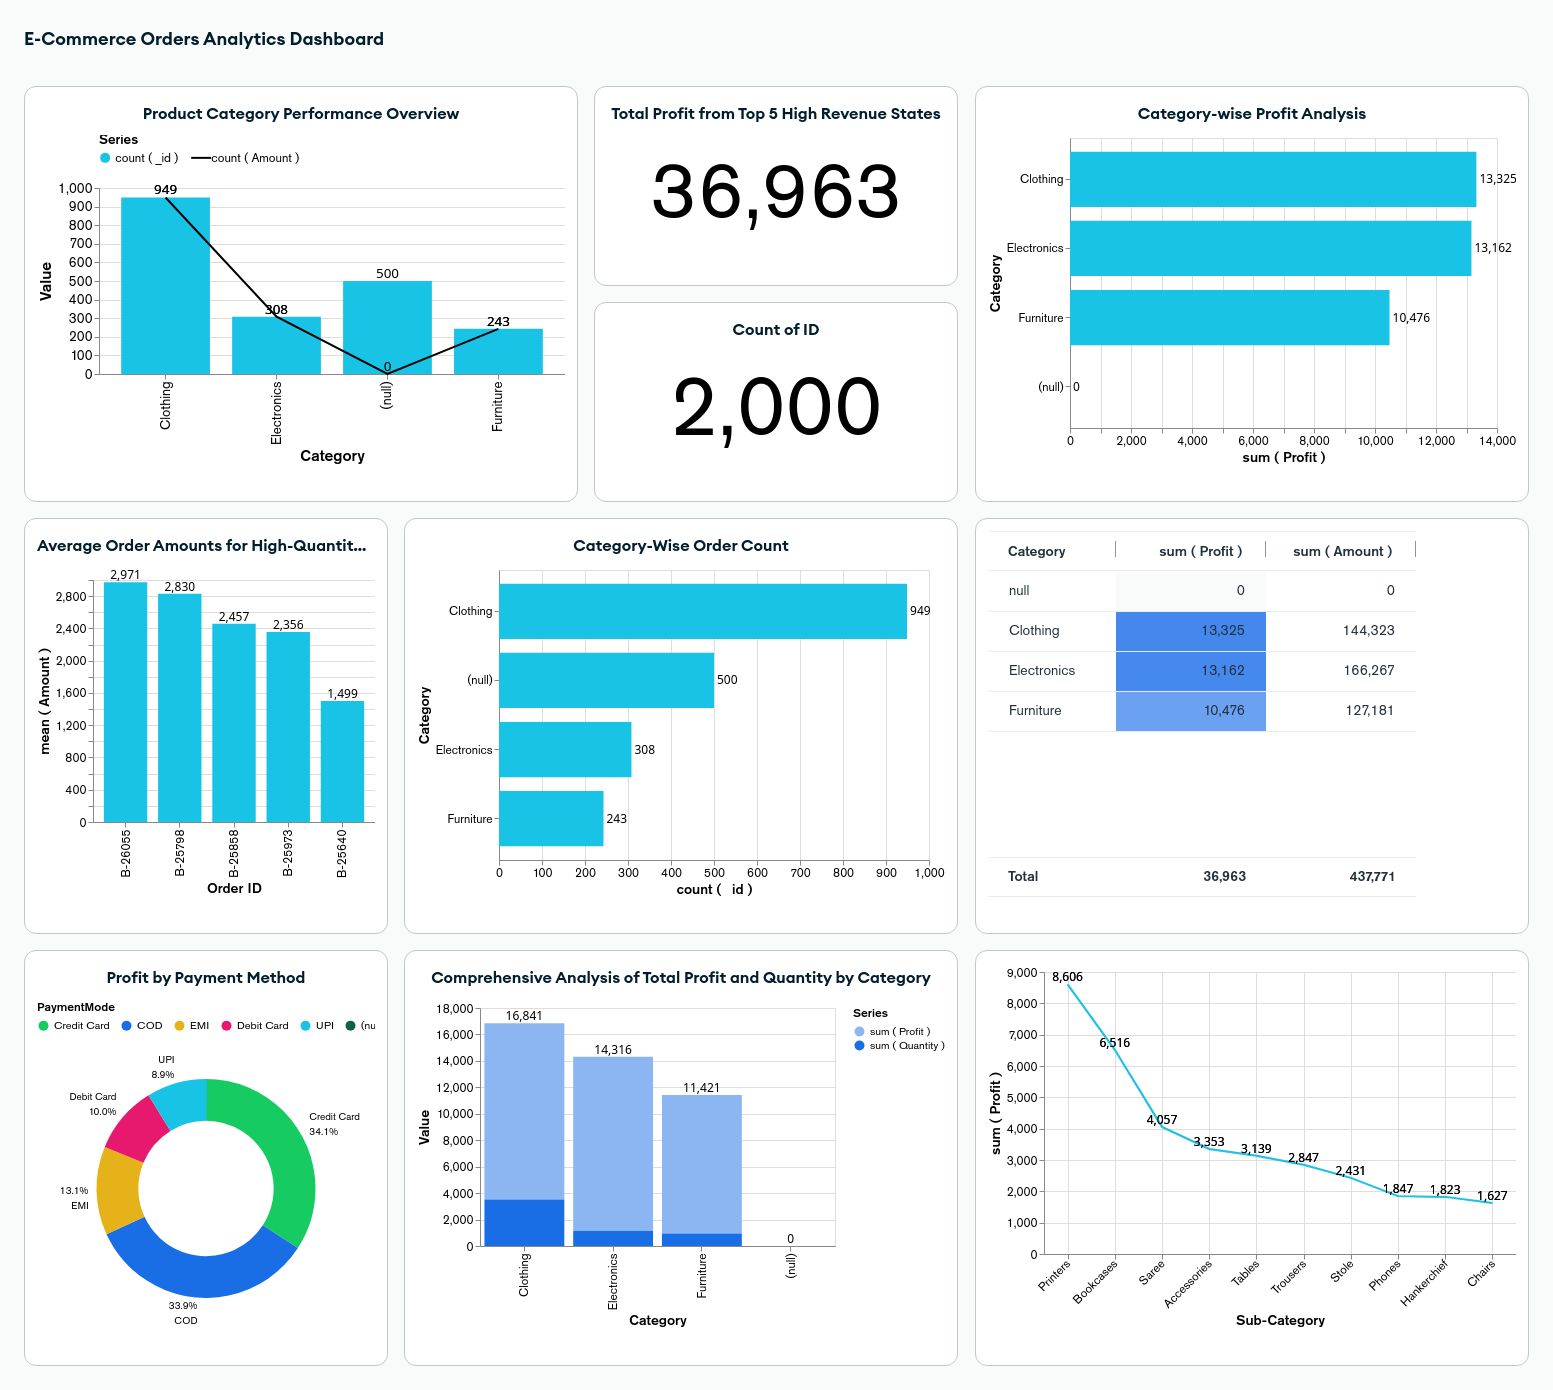 E-Commerce Orders Analytics Dashboard
Product Category Performance Overview
Series
count ( _id )
count ( Amount )
1,000
900
800
700
600
500
400
300
200
100
0
Value
949
308
500
0
243
Clothing
Electronics
(null)
Furniture
Category
Total Profit from Top 5 High Revenue States
36,963
Count of ID
2,000
Category-wise Profit Analysis
Category
Clothing
13,325
Electronics
13,162
Furniture
10,476
(null)
0
0
2,000
4,000
6,000
8,000
10,000
12,000
14,000
sum ( Profit )
Average Order Amounts for High-Quantit...
mean ( Amount )
2,800
2,400
2,000
1,600
1,200
800
400
0
2,971
2,830
2,457
2,356
1,499
B-26055
B-25798
B-25858
B-25973
B-25640
Order ID
Category-Wise Order Count
Category
Clothing
949
(null)
500
Electronics
308
Furniture
243
0
100
200
300
400
500
600
700
800
900
1,000
count ( id )
Category sum ( Profit ) sum ( Amount )
null 0 0
Clothing 13,325 144,323
Electronics 13,162 166,267
Furniture 10,476 127,181
Total 36,963 437,771
Profit by Payment Method
PaymentMode
Credit Card
COD
EMI
Debit Card
UPI
(nu
UPI
8.9%
Debit Card
10.0%
Credit Card
34.1%
13.1%
EMI
33.9%
COD
Comprehensive Analysis of Total Profit and Quantity by Category
Series
sum ( Profit )
sum ( Quantity )
Value
18,000
16,000
14,000
12,000
10,000
8,000
6,000
4,000
2,000
0
16,841
14,316
11,421
0
Clothing
Electronics
Furniture
(null)
Category
sum ( Profit )
9,000
8,000
7,000
6,000
5,000
4,000
3,000
2,000
1,000
0
8,606
6,516
4,057
3,353
3,139
2,847
2,431
1,847
1,823
1,627
Printers
Bookcases
Saree
Accessories
Tables
Trousers
Stole
Phones
Hankerchief
Chairs
Sub-Category